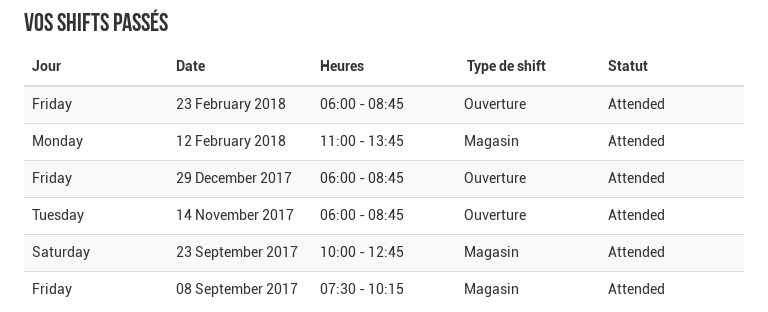 VOS SHIFTS PASSÉS
Jour Date Heures Type de shift Statut
Friday 23 February 2018 06:00 - 08:45 Ouverture Attended
Monday 12 February 2018 11:00 - 13:45 Magasin Attended
Friday 29 December 2017 06:00 - 08:45 Ouverture Attended
Tuesday 14 November 2017 06:00 - 08:45 Ouverture Attended
Saturday 23 September 2017 10:00 - 12:45 Magasin Attended
Friday 08 September 2017 07:30 - 10:15 Magasin Attended